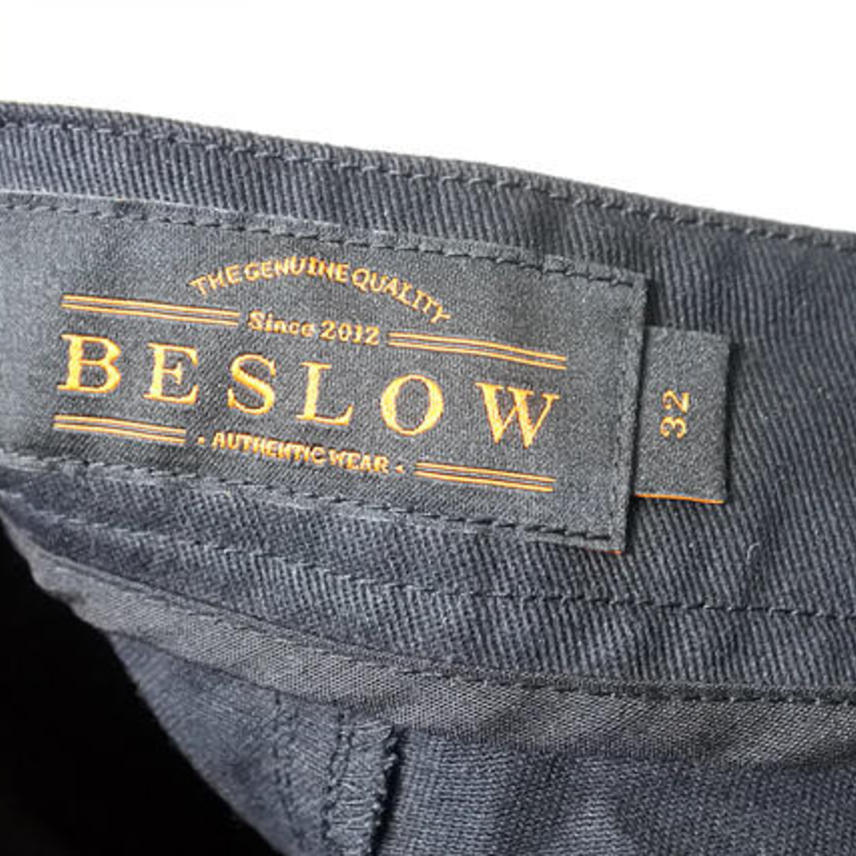 THE GENUINE QUALITY
Since 2012
BESLOW
• AUTHENTIC WEAR •
32